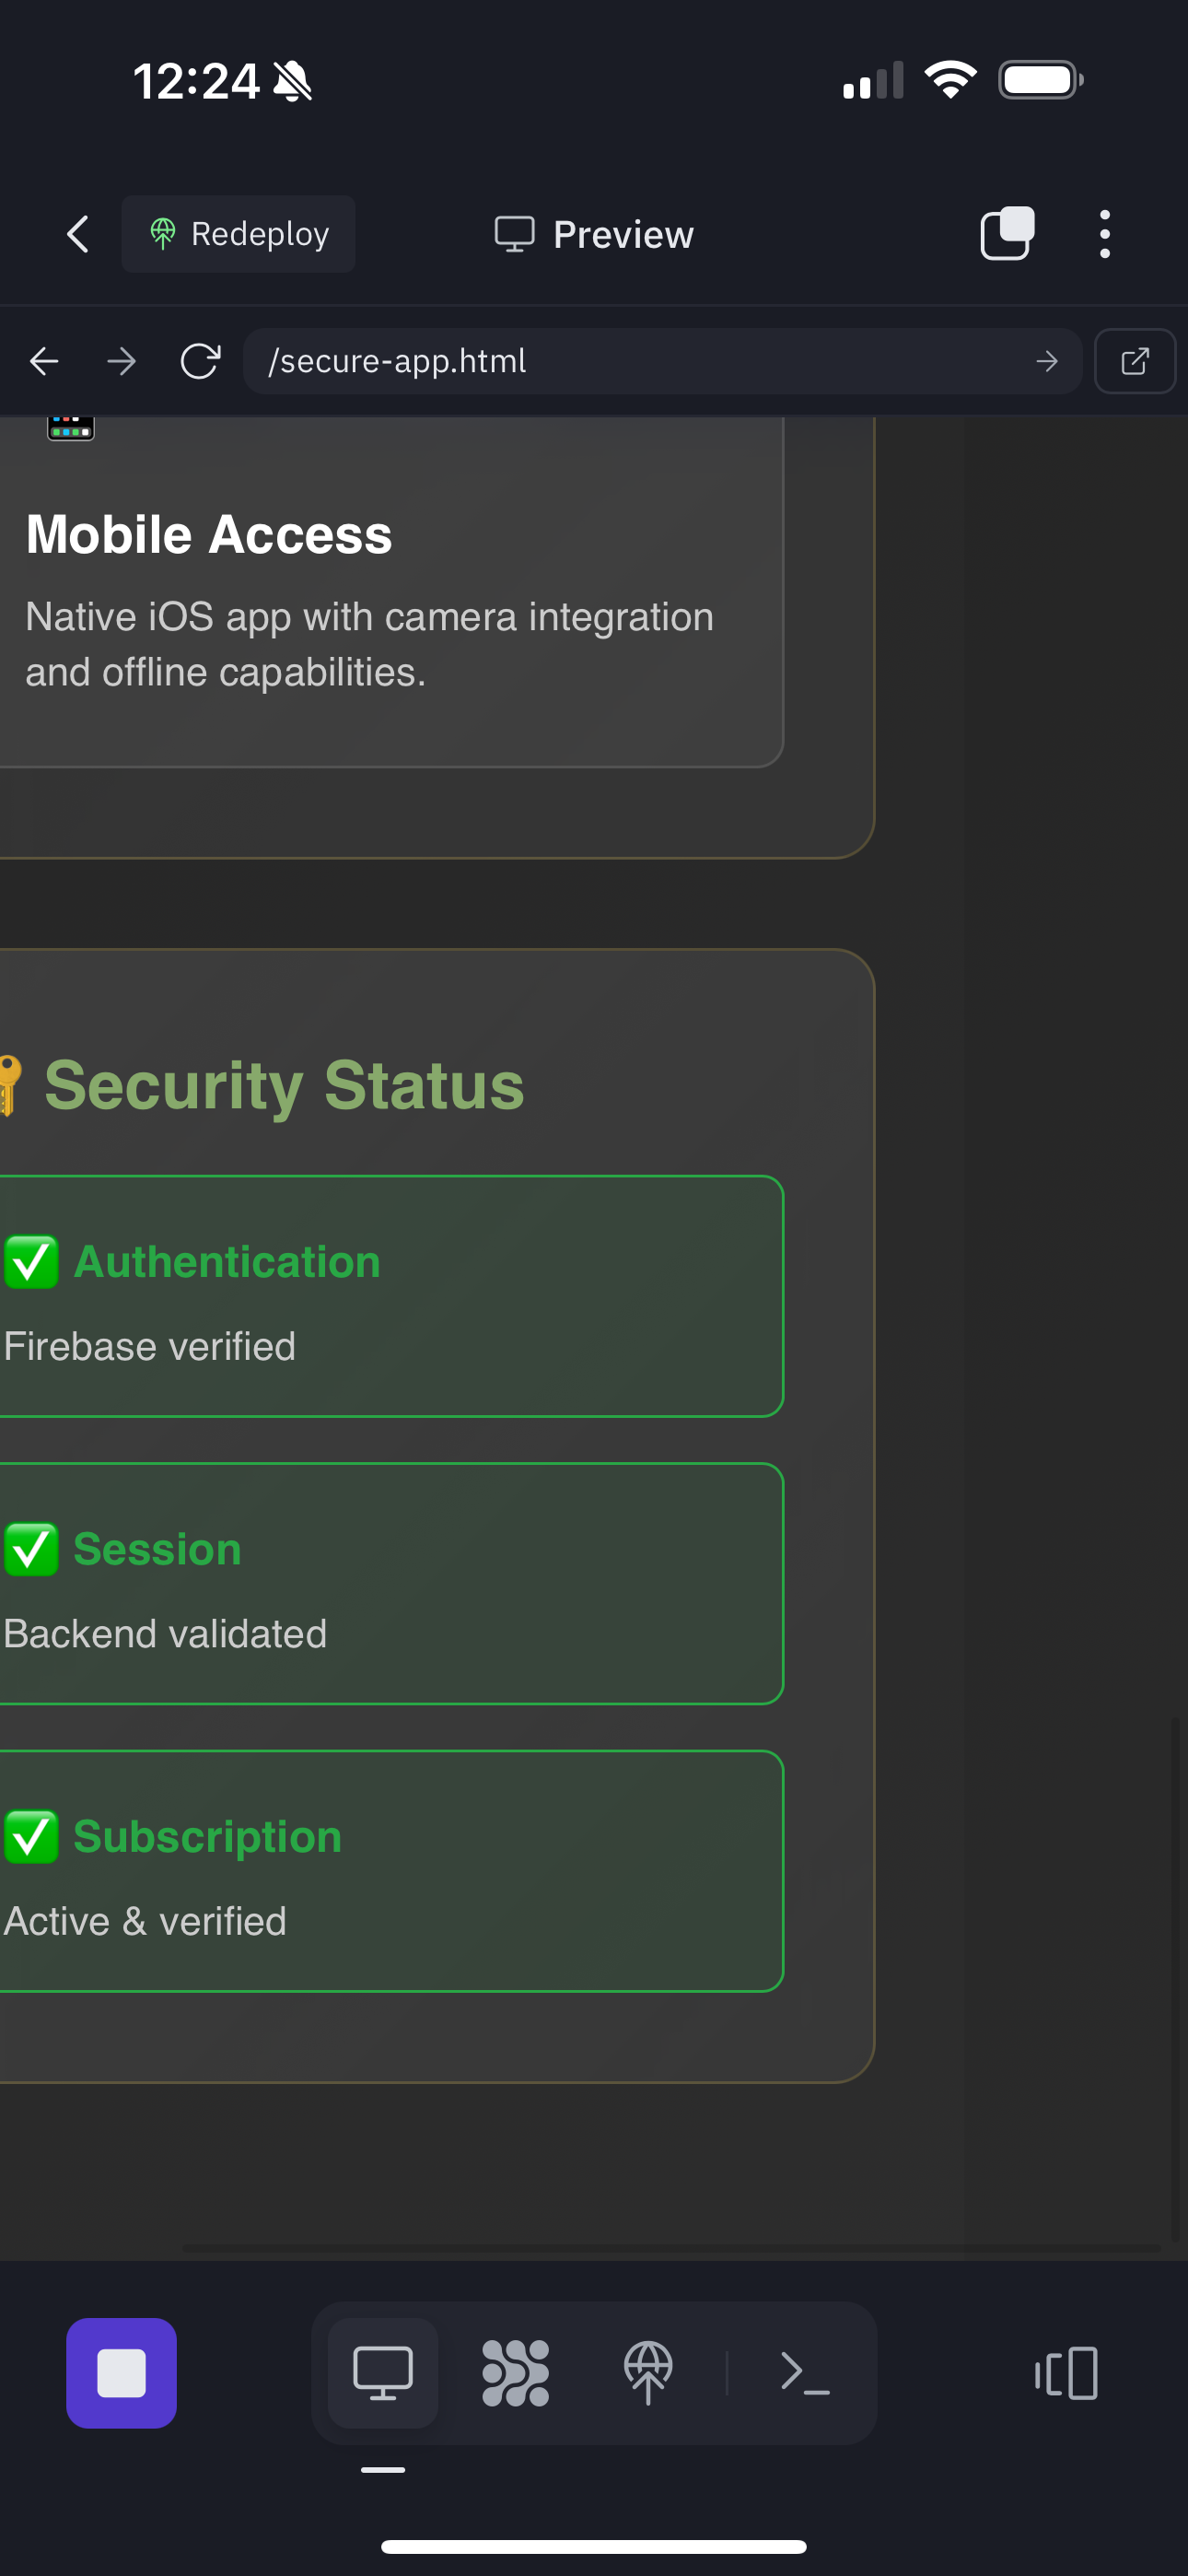 12:24
Redeploy
Preview
/secure-app.html
Mobile Access
Native iOS app with camera integration
and offline capabilities.
Security Status
Authentication
Firebase verified
Session
Backend validated
Subscription
Active & verified